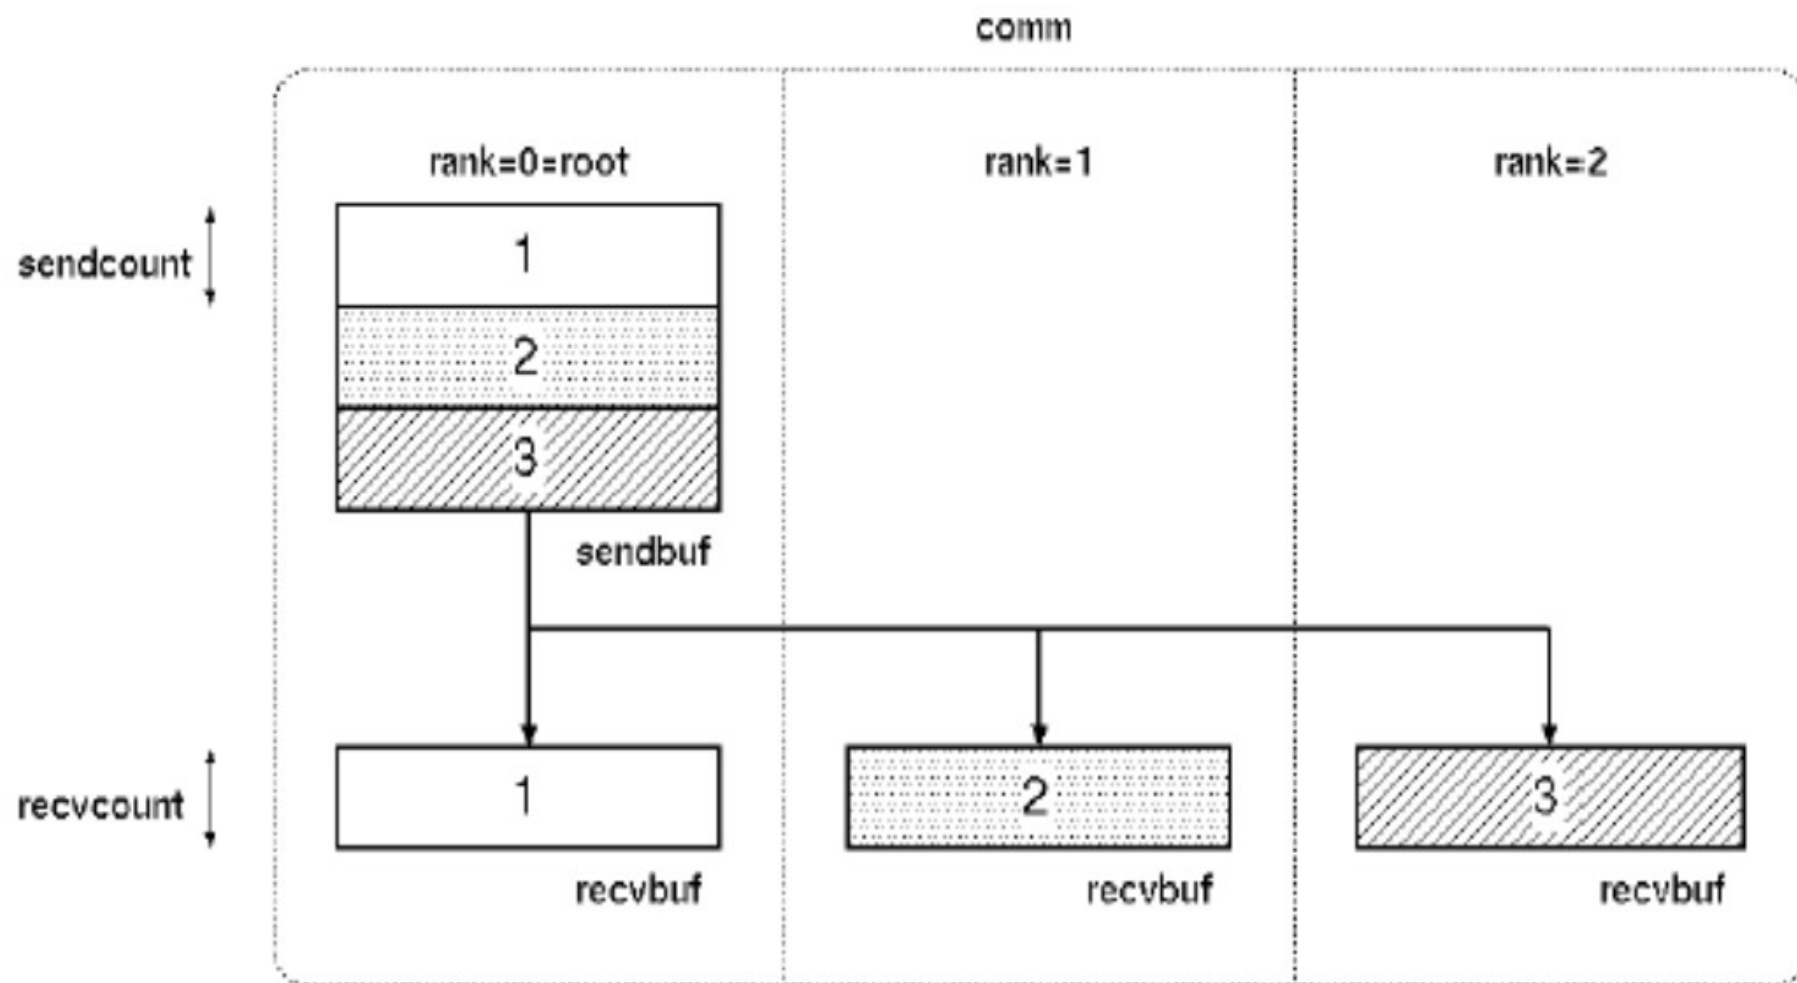 comm
rank=0=root
rank=1
rank=2
sendcount
1
2
3
sendbuf
recvcount
1
2
3
recvbuf
recvbuf
recvbuf